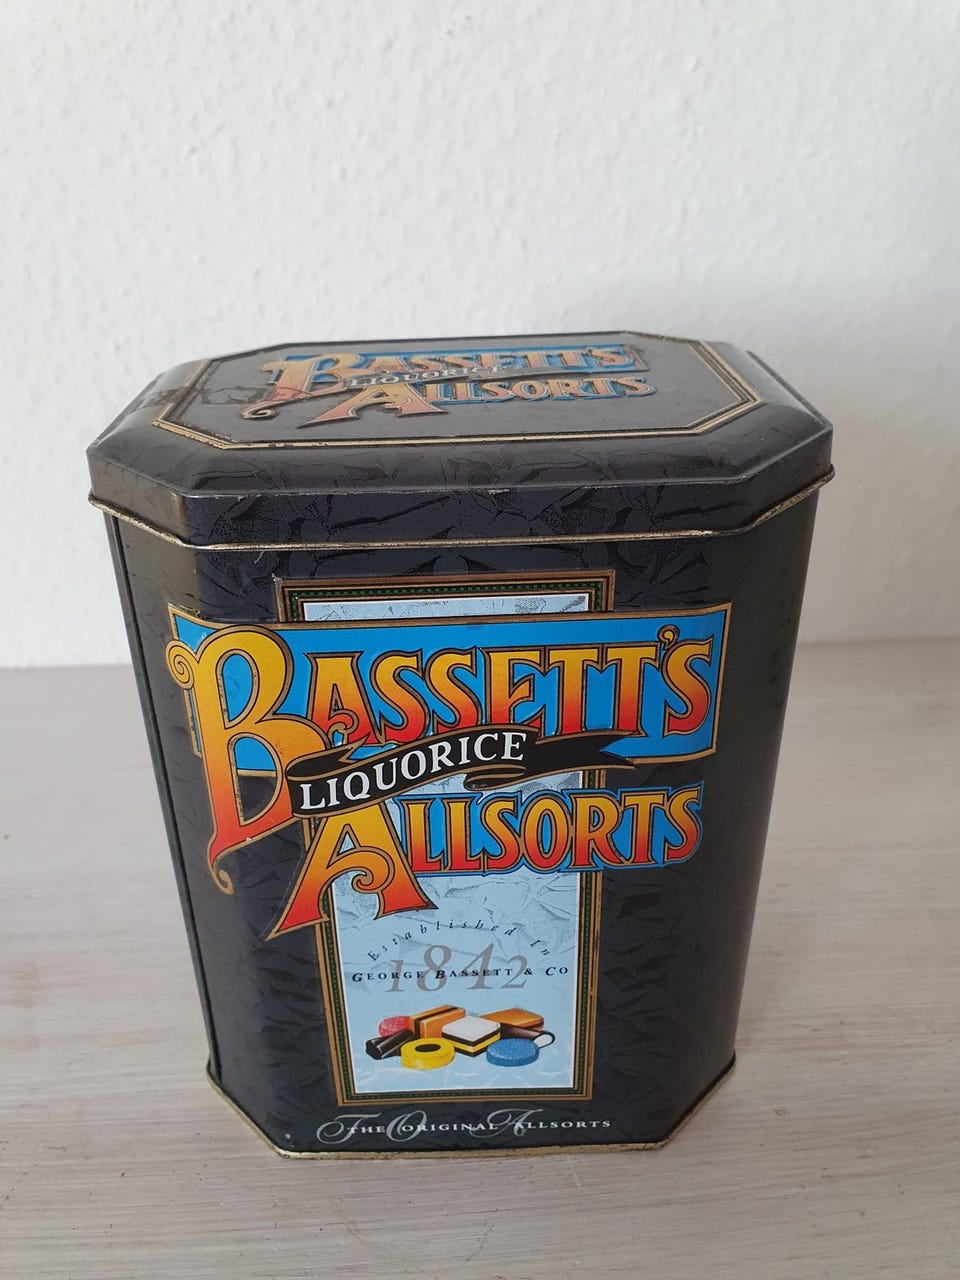 BASSETT'S
LIQUORICE
ALLSORTS
BASSETT'S
LIQUORICE
ALLSORTS
Established In
1842
GEORGE BASSETT & CO
THE ORIGINAL ALLSORTS